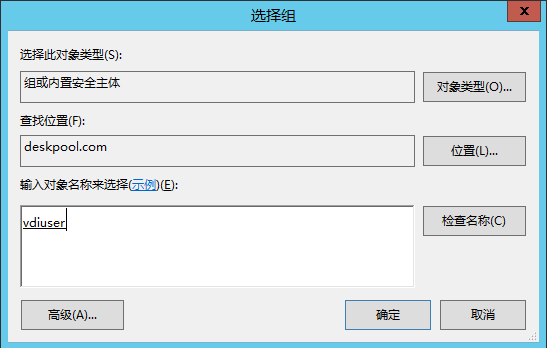 选择组
x
选择此对象类型(S):
组或内置安全主体
对象类型(O)...
查找位置(F):
deskpool.com
位置(L)...
输入对象名称来选择(示例)(E):
vdiuser
检查名称(C)
高级(A)...
确定
取消